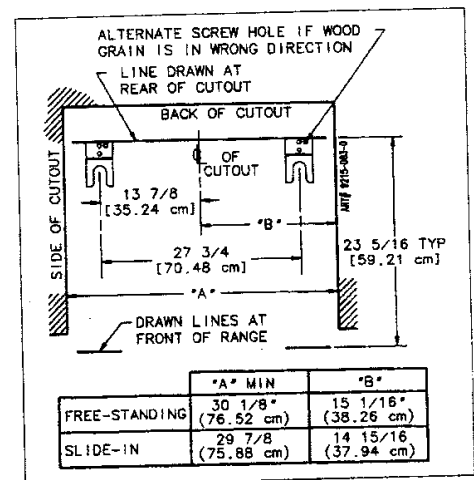 ALTERNATE SCREW HOLE IF WOOD
GRAIN IS IN WRONG DIRECTION
LINE DRAWN AT
REAR OF CUTOUT
BACK OF CUTOUT
SIDE OF CUTOUT
℄ OF
CUTOUT
ART# 9215-083-0
13 7/8
[35.24 cm]
"B"
27 3/4
[70.48 cm]
23 5/16 TYP
[59.21 cm]
"A"
DRAWN LINES AT
FRONT OF RANGE
"A" MIN "B"
FREE-STANDING 30 1/8" (76.52 cm) 15 1/16" (38.26 cm)
SLIDE-IN 29 7/8 (75.88 cm) 14 15/16 (37.94 cm)